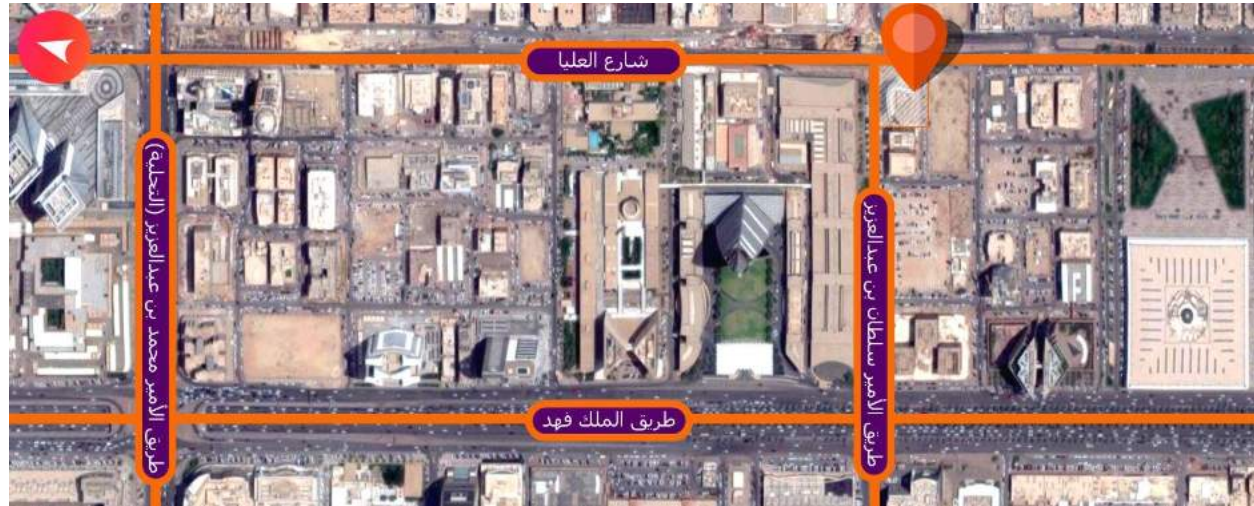 شارع العليا
طريق الأمير محمد بن عبدالعزيز (التحلية)
طريق الأمير سلطان بن عبدالعزيز
طريق الملك فهد